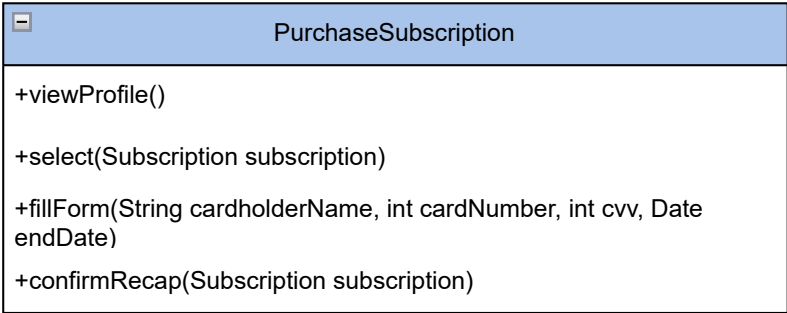 PurchaseSubscription
+viewProfile()
+select(Subscription subscription)
+fillForm(String cardholderName, int cardNumber, int cvv, Date
endDate)
+confirmRecap(Subscription subscription)